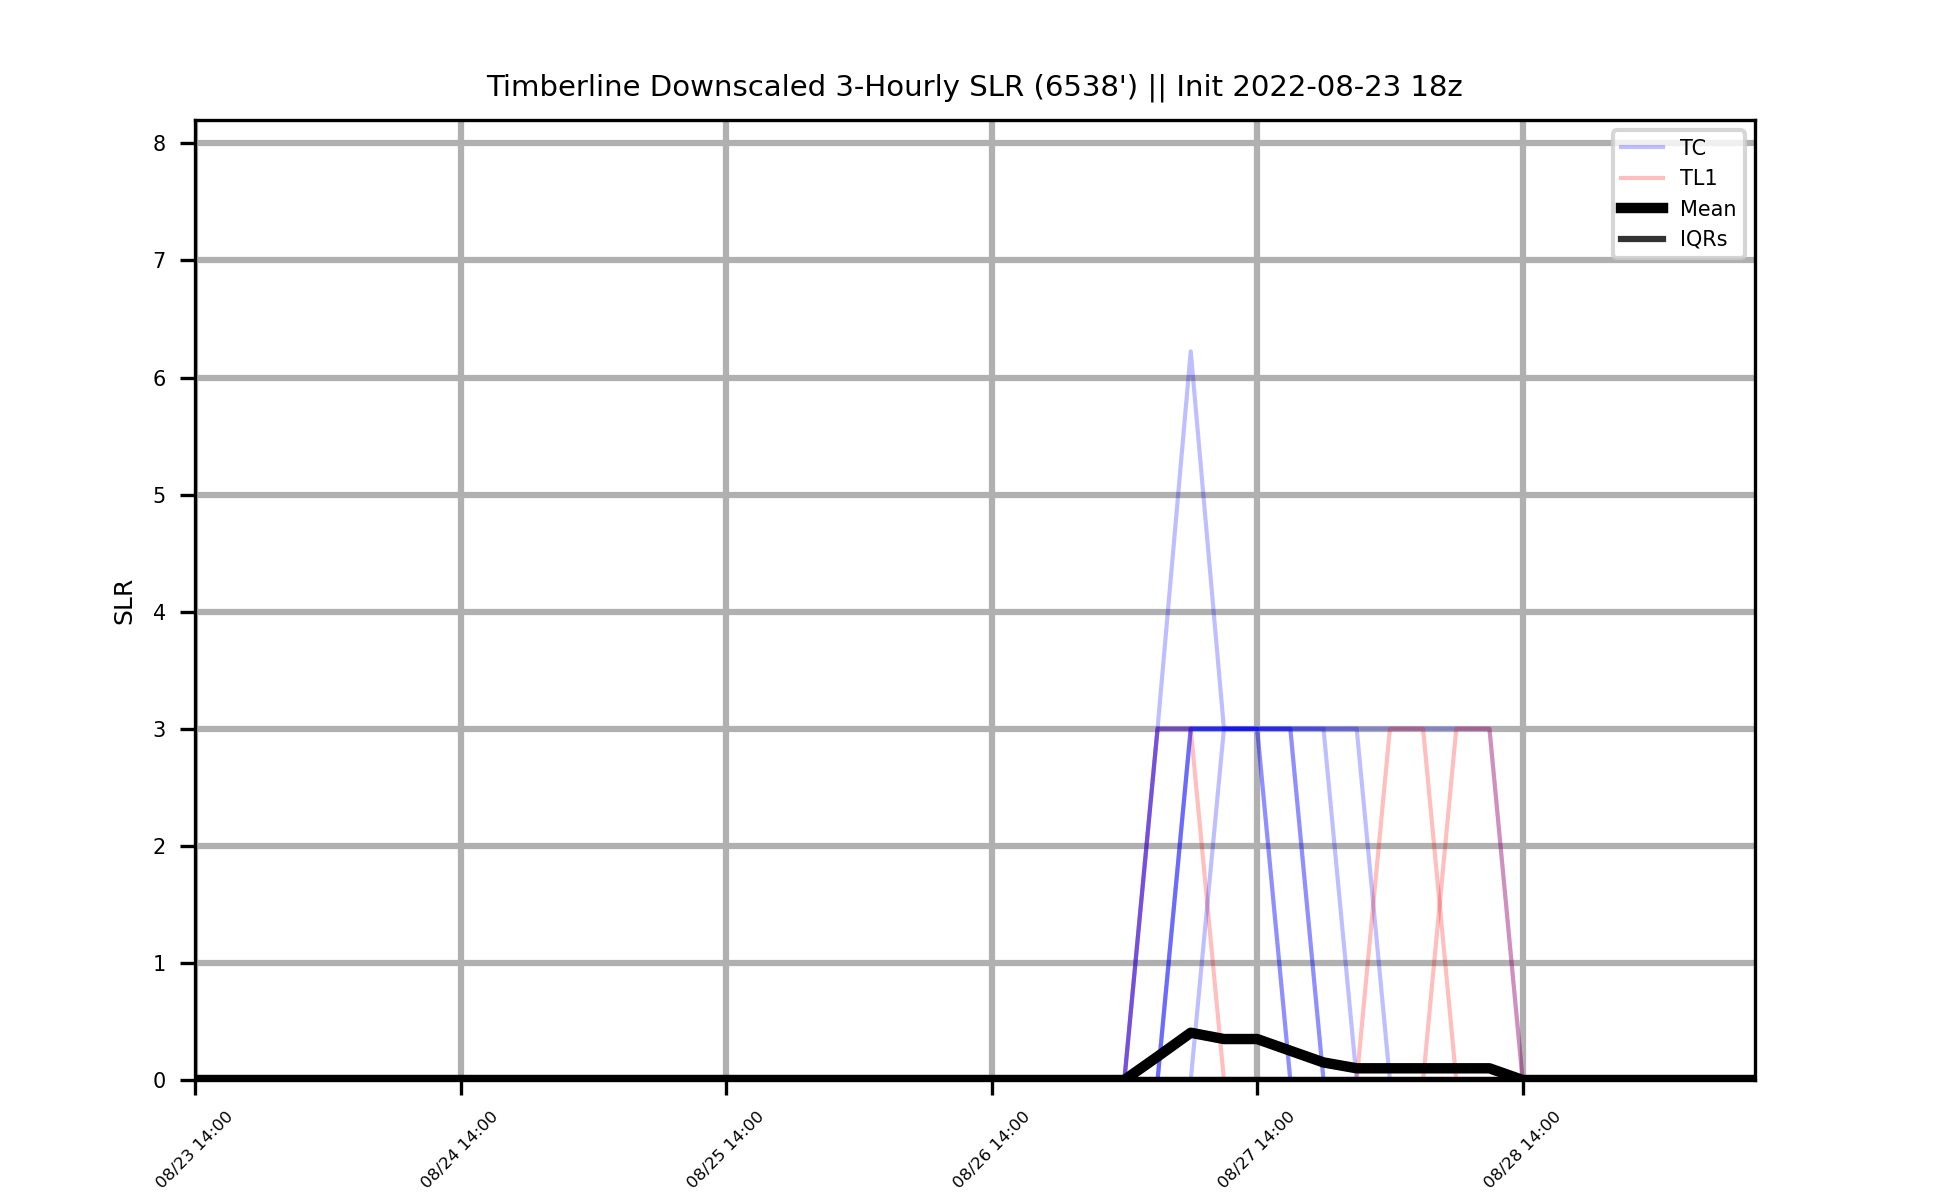 Timberline Downscaled 3-Hourly SLR (6538') || Init 2022-08-23 18z
TC
TL1
Mean
IQRs
SLR
8
7
6
5
4
3
2
1
0
08/23 14:00
08/24 14:00
08/25 14:00
08/26 14:00
08/27 14:00
08/28 14:00